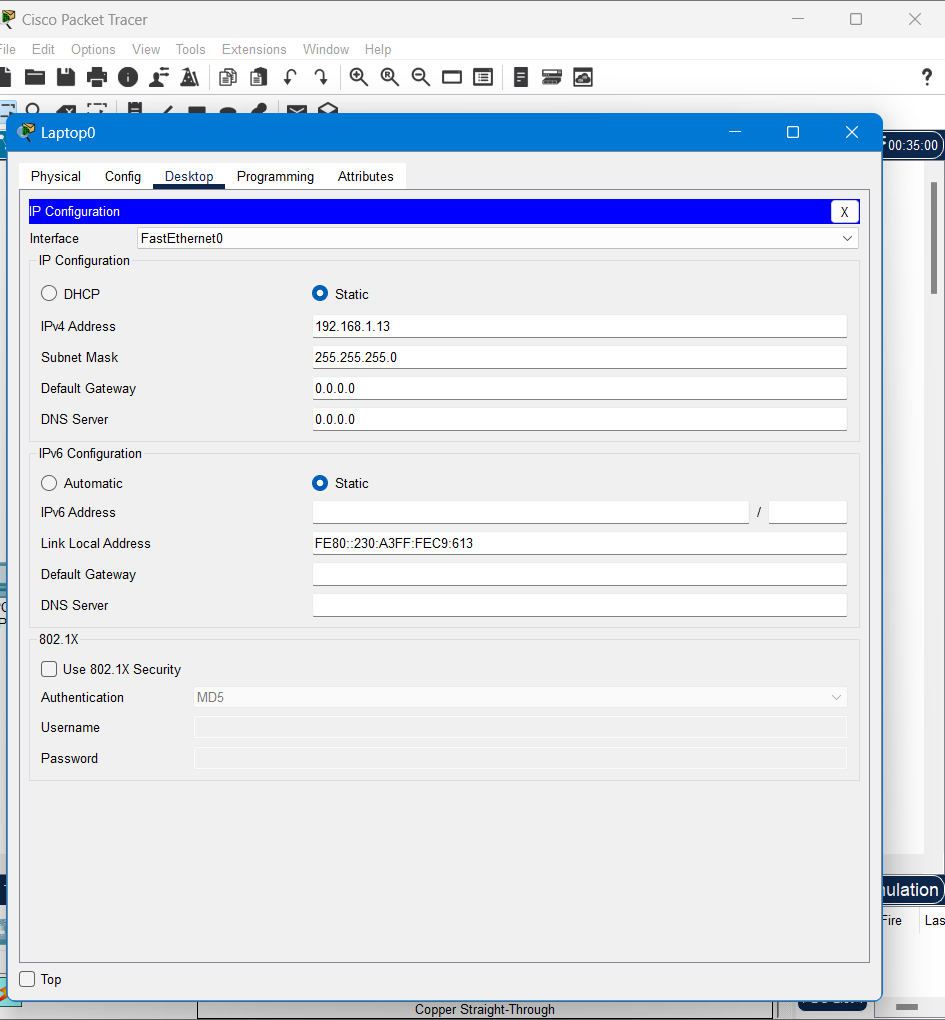 Cisco Packet Tracer
File Edit Options View Tools Extensions Window Help
?
Laptop0
00:35:00
Physical Config Desktop Programming Attributes
IP Configuration X
Interface FastEthernet0
IP Configuration
DHCP Static
IPv4 Address 192.168.1.13
Subnet Mask 255.255.255.0
Default Gateway 0.0.0.0
DNS Server 0.0.0.0
IPv6 Configuration
Automatic Static
IPv6 Address /
Link Local Address FE80::230:A3FF:FEC9:613
Default Gateway
DNS Server
802.1X
Use 802.1X Security
Authentication MD5
Username
Password
ulation
Fire Las
Top
Copper Straight-Through